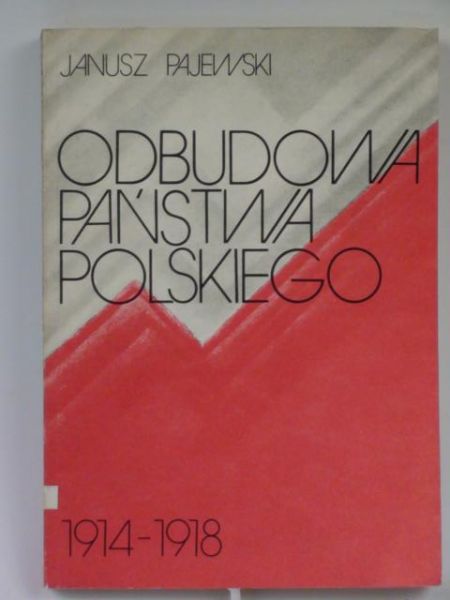 JANUSZ PAJEWSKI
ODBUDOWA
PAŃSTWA
POLSKIEGO
1914-1918